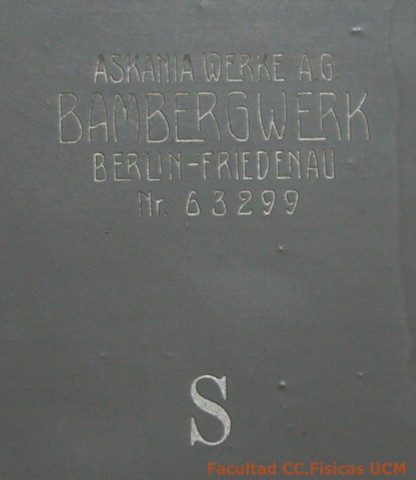 ASKANIA WERKE A.G.
BAMBERGWERK
BERLIN-FRIEDENAU
Nr. 63299
S
Facultad CC.Fisicas UCM